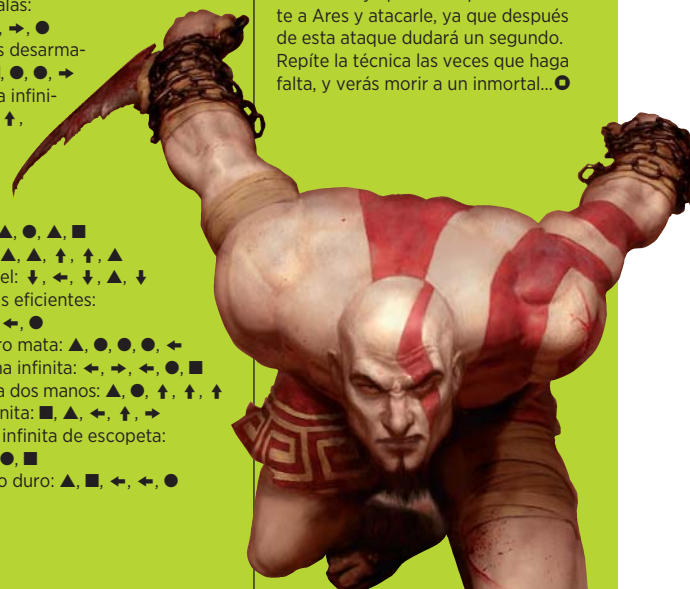 alas:
, →, ●
s desarma-
, ●, ●, →
a infini-
↑,
▲, ●, ▲, ■
▲, ▲, ↑, ↑, ▲
el: ↓, ←, ↓, ▲, ↓
s eficientes:
←, ●
ro mata: ▲, ●, ●, ●, ←
na infinita: ←, →, ←, ●, ■
a dos manos: ▲, ●, ↑, ↑, ↑
nita: ■, ▲, ←, ↑, →
infinita de escopeta:
●, ■
o duro: ▲, ■, ←, ←, ●
te a Ares y atacarle, ya que después
de esta ataque dudará un segundo.
Repíte la técnica las veces que haga
falta, y verás morir a un inmortal...